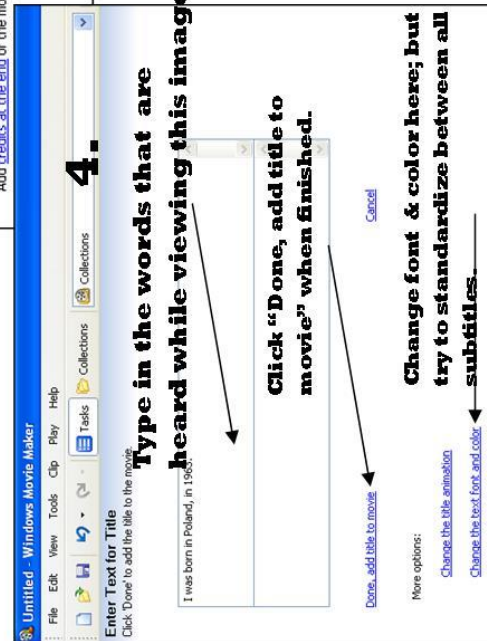 Add credits at the end of the
Untitled - Windows Movie Maker
File Edit View Tools Clip Play Help
Tasks Collections Collections
4.
Enter Text for Title
Click 'Done' to add the title to the movie.
Type in the words that are
heard while viewing this image
I was born in Poland, in 1963.
Click “Done, add title to
movie” when finished.
Done, add title to movie
Cancel
Change font & color here; but
try to standardize between all
subtitles.
More options:
Change the title animation
Change the text font and color